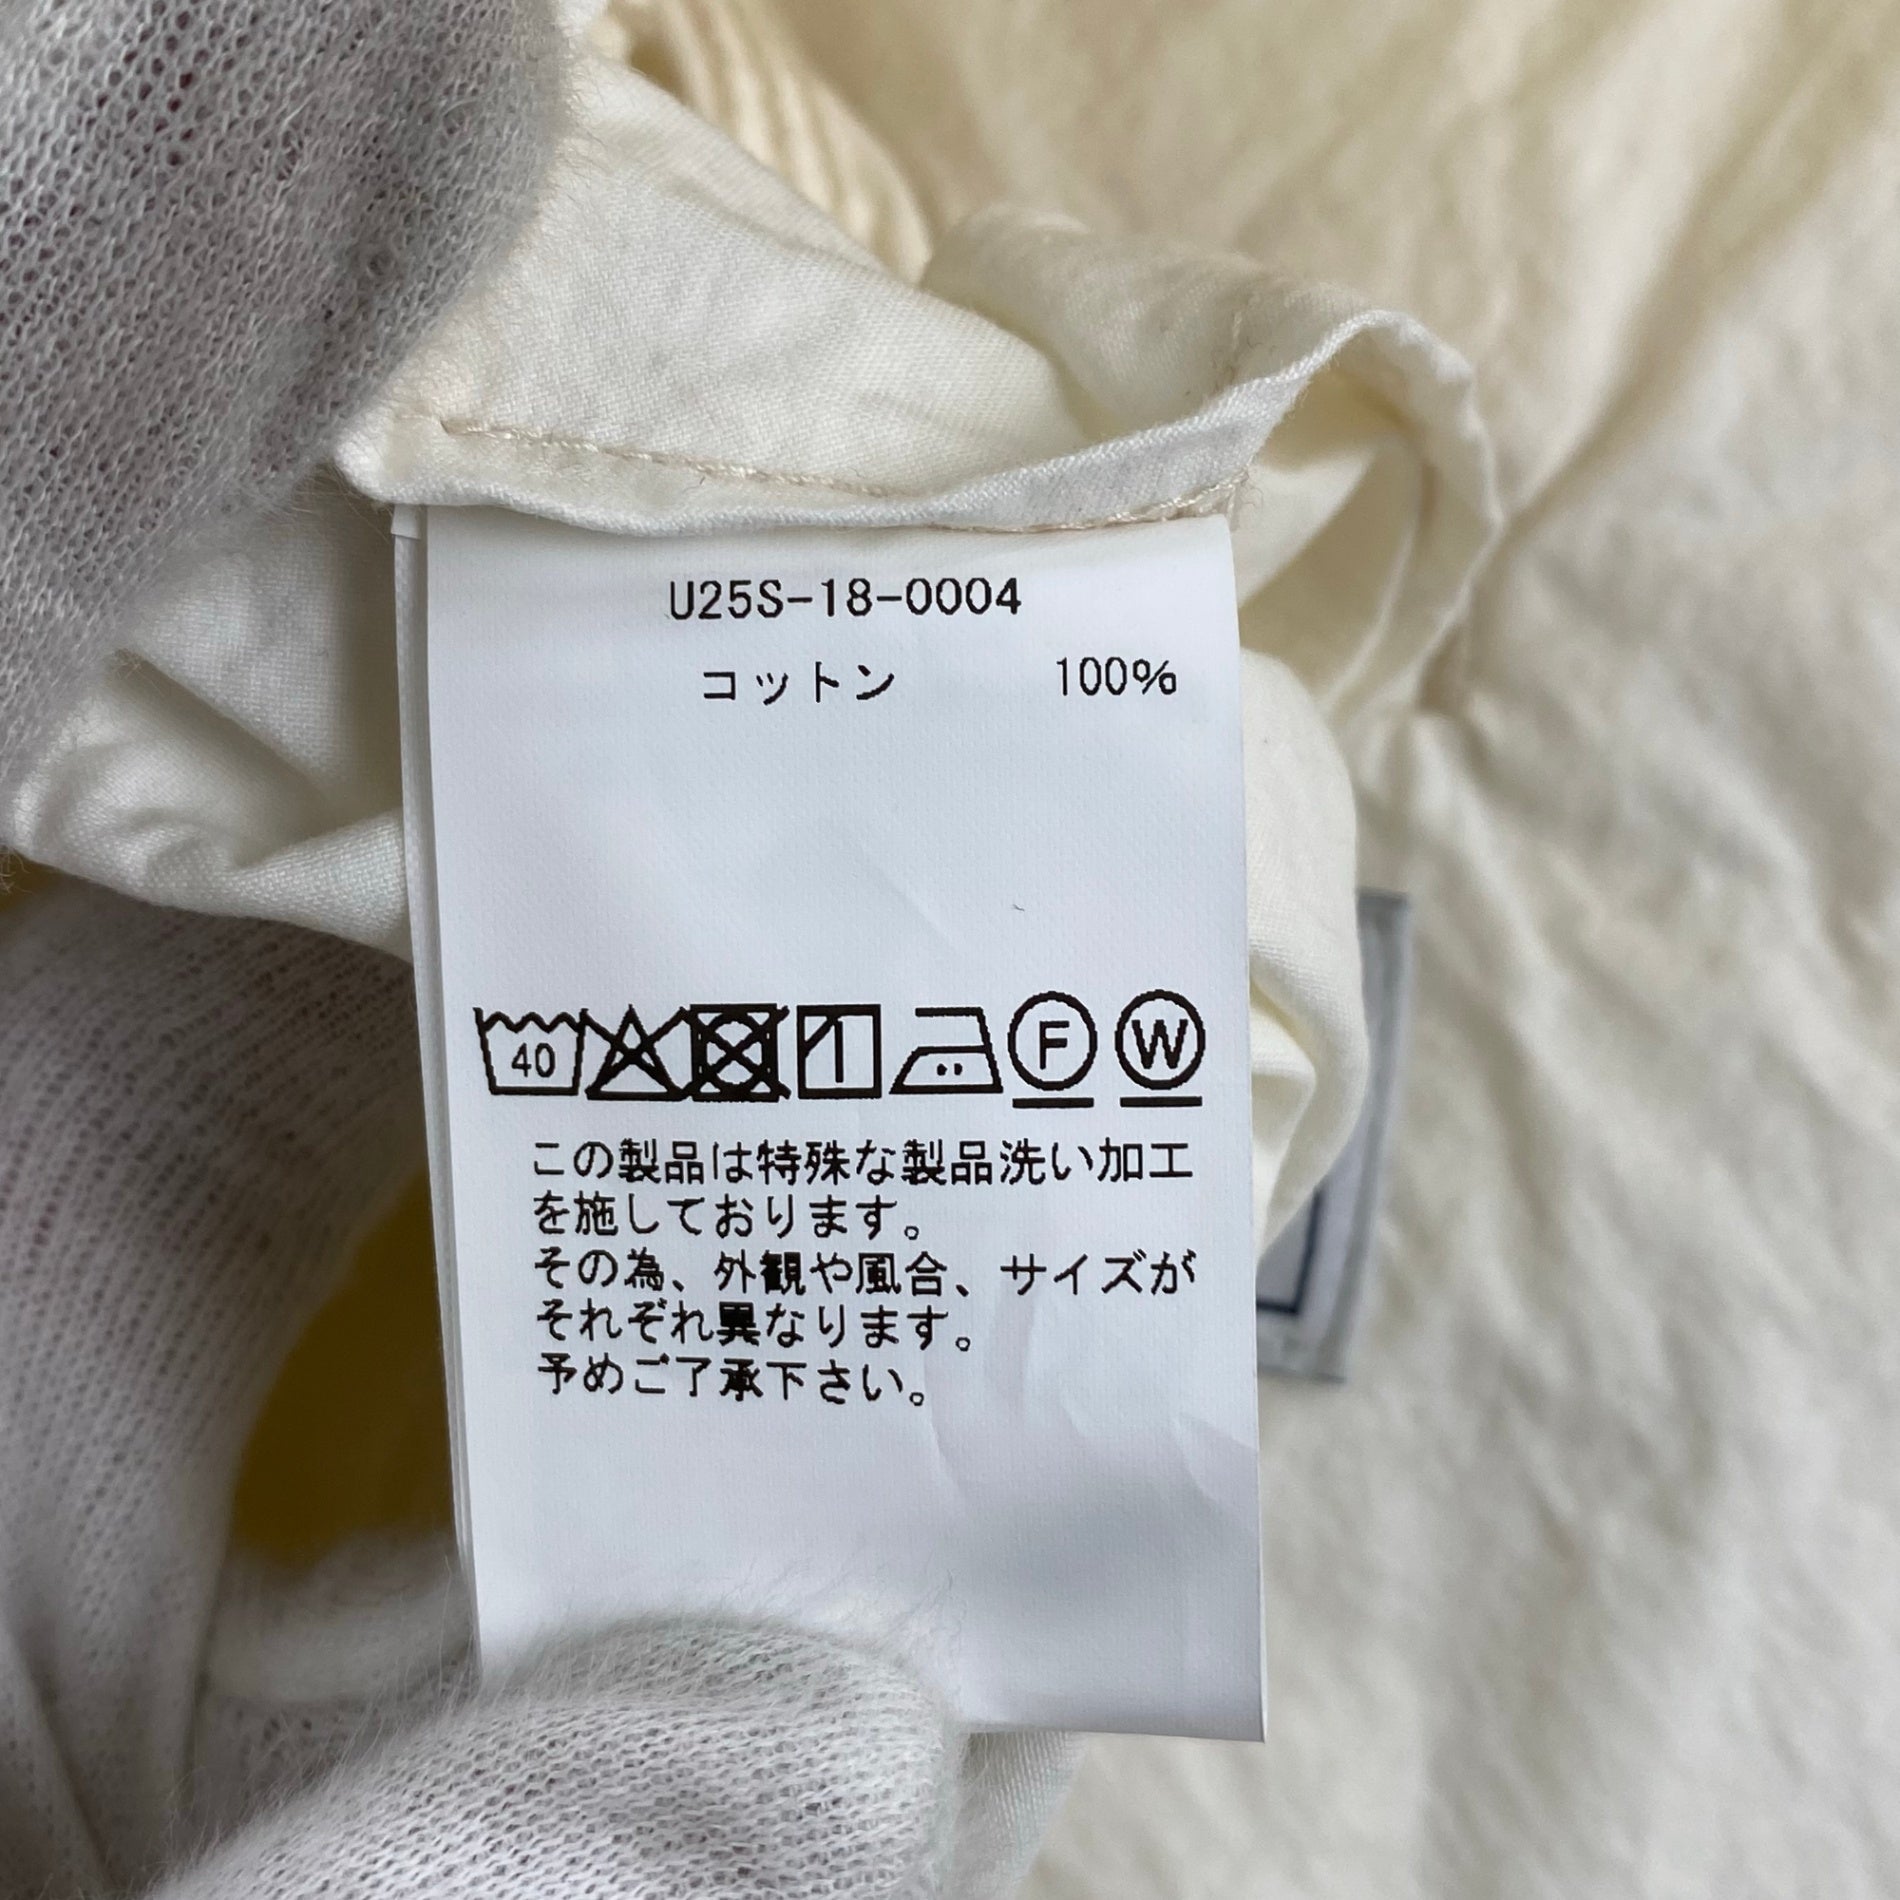 U25S-18-0004
コットン 100%
40 F W
この製品は特殊な製品洗い加工
を施しております。
その為、外観や風合、サイズが
それぞれ異なります。
予めご了承下さい。